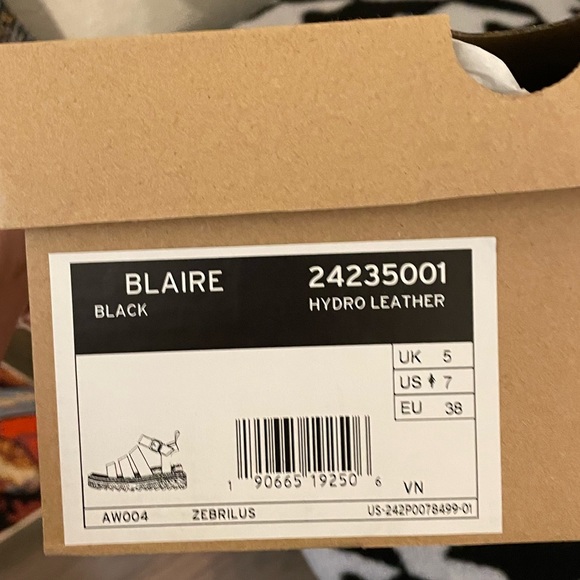 BLAIRE 24235001
BLACK HYDRO LEATHER
UK 5
US 7
EU 38
1 90665 19250 6
VN
AW004 ZEBRILUS US-242P0078499-01